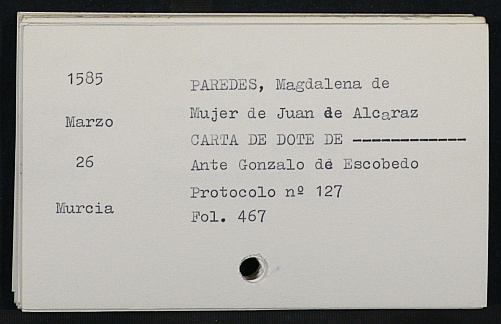 1585
Marzo
26
Murcia
PAREDES, Magdalena de
Mujer de Juan de Alcaraz
CARTA DE DOTE DE ------------
Ante Gonzalo de Escobedo
Protocolo nº 127
Fol. 467